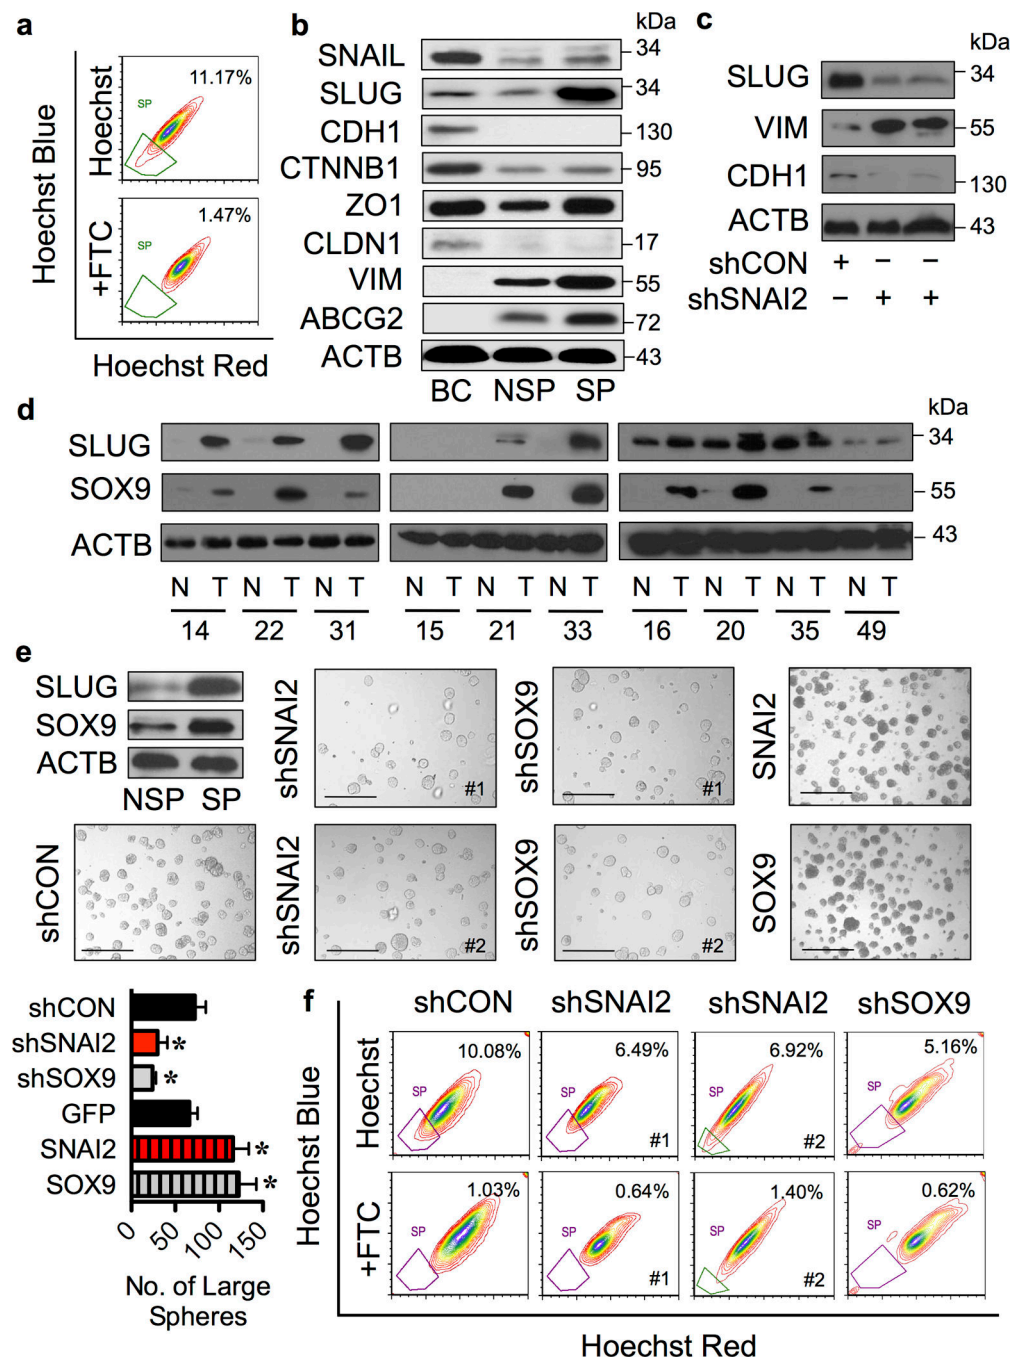 a
Hoechst Blue
Hoechst
11.17%
SP
+FTC
1.47%
SP
Hoechst Red
b
kDa
SNAIL
34
SLUG
34
CDH1
130
CTNNB1
95
ZO1
CLDN1
17
VIM
55
ABCG2
72
ACTB
43
BC NSP SP
c
kDa
SLUG
34
VIM
55
CDH1
130
ACTB
43
shCON + – –
shSNAI2 – + +
d
kDa
SLUG
34
SOX9
55
ACTB
43
N T N T N T N T N T N T N T N T N T N T
14 22 31 15 21 33 16 20 35 49
e
SLUG
SOX9
ACTB
NSP SP
shSNAI2
#1
shSOX9
#1
SNAI2
shCON
shSNAI2
#2
shSOX9
#2
SOX9
shCON
shSNAI2 *
shSOX9 *
GFP
SNAI2 *
SOX9 *
0 50 100 150
No. of Large
Spheres
f
shCON shSNAI2 shSNAI2 shSOX9
Hoechst Blue
Hoechst
10.08% 6.49% 6.92% 5.16%
SP SP SP SP
#1 #2
+FTC
1.03% 0.64% 1.40% 0.62%
SP SP SP SP
#1 #2
Hoechst Red